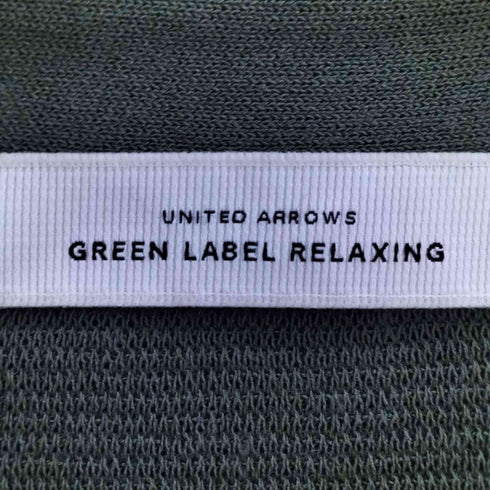 UNITED ARROWS
GREEN LABEL RELAXING